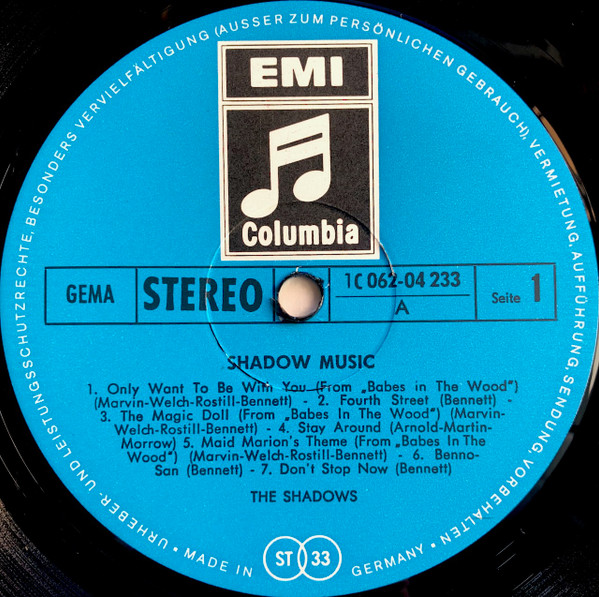 EMI
Columbia
GEMA
STEREO
1C 062-04 233
A
Seite 1
SHADOW MUSIC
1. Only Want To Be With You (From „Babes in The Wood")
(Marvin-Welch-Rostill-Bennett) - 2. Fourth Street (Bennett) -
3. The Magic Doll (From „Babes In The Wood") (Marvin-
Welch-Rostill-Bennett) - 4. Stay Around (Arnold-Martin-
Morrow) 5. Maid Marion's Theme (From „Babes In The
Wood") (Marvin-Welch-Rostill-Bennett) - 6. Benno-
San (Bennett) - 7. Don't Stop Now (Bennett)
THE SHADOWS
URHEBER- UND LEISTUNGSSCHUTZRECHTE, BESONDERS VERVIELFÄLTIGUNG (AUSSER ZUM PERSÖNLICHEN GEBRAUCH), VERMIETUNG, AUFFÜHRUNG, SENDUNG, VORBEHALTEN •
• MADE IN ST 33 GERMANY •